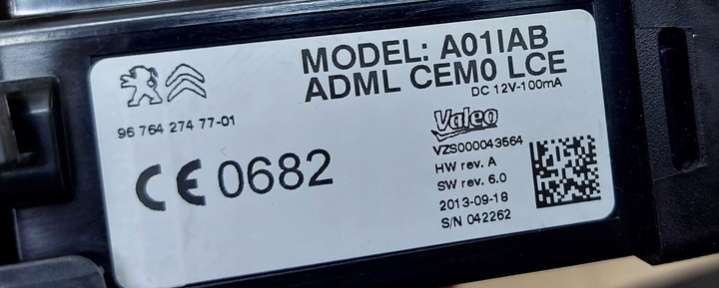 MODEL: A01IAB
ADML CEM0 LCE
DC 12V-100mA
96 764 274 77-01
CE 0682
Valeo
VZS000043564
HW rev. A
SW rev. 6.0
2013-09-18
S/N 042262